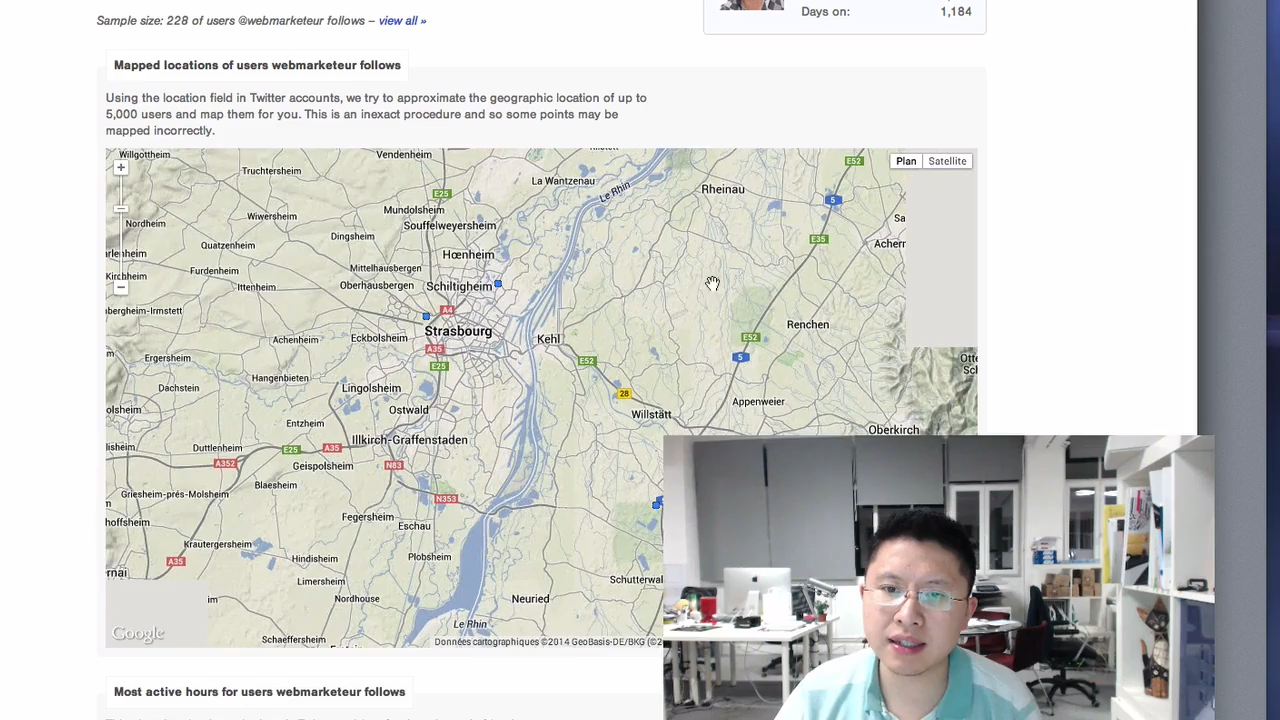 Sample size: 228 of users @webmarketeur follows – view all »
Days on: 1,184
Mapped locations of users webmarketeur follows
Using the location field in Twitter accounts, we try to approximate the geographic location of up to
5,000 users and map them for you. This is an inexact procedure and so some points may be
mapped incorrectly.
Willgottheim
Vendenheim
E52
Plan
Satellite
Truchtersheim
La Wantzenau
Le Rhin
Rheinau
E25
5
Nordheim
Wiwersheim
Mundolsheim
Souffelweyersheim
Dingsheim
E35
Quatzenheim
Hœnheim
Furdenheim
Mittelhausbergen
Kirchheim
Ittenheim
Oberhausbergen
Schiltigheim
A4
Strasbourg
Renchen
Achenheim
Eckbolsheim
Kehl
E52
A35
5
Ergersheim
E25
E52
Hangenbieten
Dachstein
Lingolsheim
28
Ostwald
Willstätt
Appenweier
Entzheim
Oberkirch
Illkirch-Graffenstaden
Duttlenheim
E25
A35
A352
Geispolsheim
N83
Blaesheim
Griesheim-près-Molsheim
N353
Fegersheim
Eschau
Krautergersheim
A35
Hindisheim
Plobsheim
Limersheim
Schutterwal
im
Nordhouse
Neuried
Le Rhin
Google
Schaeffersheim
Données cartographiques ©2014 GeoBasis-DE/BKG (©2
Most active hours for users webmarketeur follows